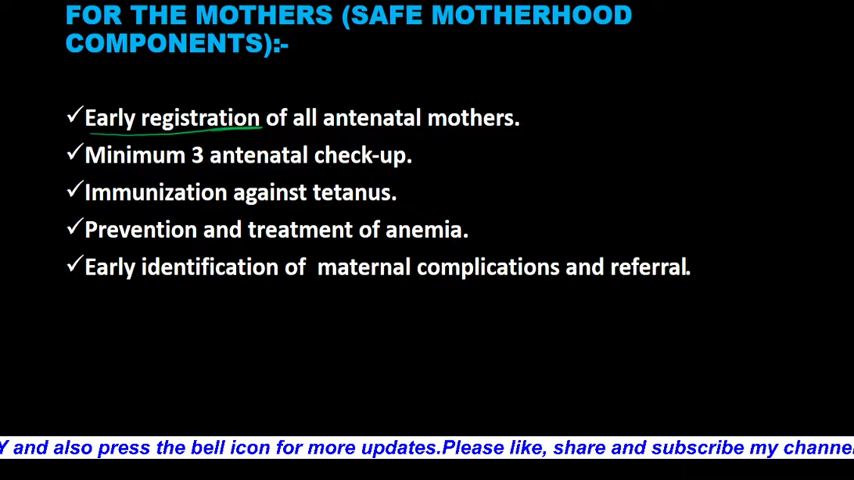 FOR THE MOTHERS (SAFE MOTHERHOOD
COMPONENTS):-
✓Early registration of all antenatal mothers.
✓Minimum 3 antenatal check-up.
✓Immunization against tetanus.
✓Prevention and treatment of anemia.
✓Early identification of  maternal complications and referral.
Y and also press the bell icon for more updates.Please like, share and subscribe my channe